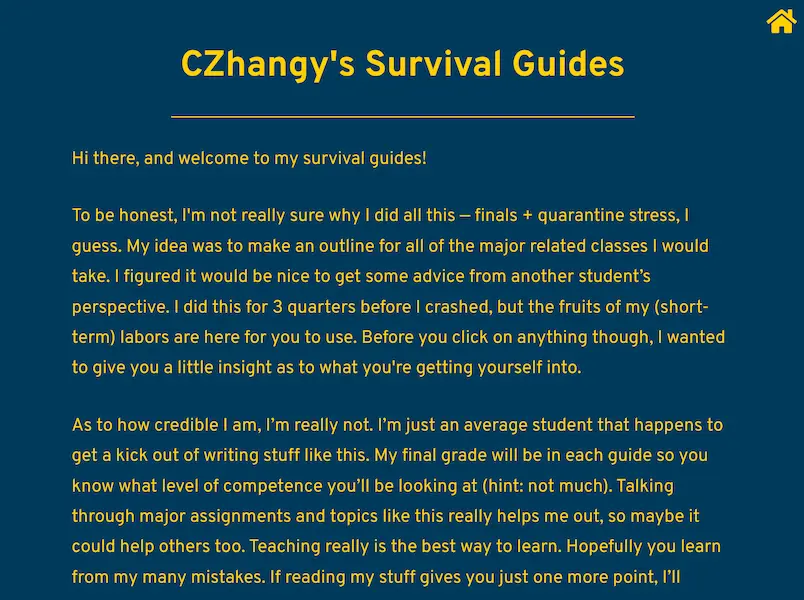 CZhangy's Survival Guides
Hi there, and welcome to my survival guides!
To be honest, I'm not really sure why I did all this — finals + quarantine stress, I
guess. My idea was to make an outline for all of the major related classes I would
take. I figured it would be nice to get some advice from another student’s
perspective. I did this for 3 quarters before I crashed, but the fruits of my (short-
term) labors are here for you to use. Before you click on anything though, I wanted
to give you a little insight as to what you're getting yourself into.
As to how credible I am, I’m really not. I’m just an average student that happens to
get a kick out of writing stuff like this. My final grade will be in each guide so you
know what level of competence you’ll be looking at (hint: not much). Talking
through major assignments and topics like this really helps me out, so maybe it
could help others too. Teaching really is the best way to learn. Hopefully you learn
from my many mistakes. If reading my stuff gives you just one more point, I’ll